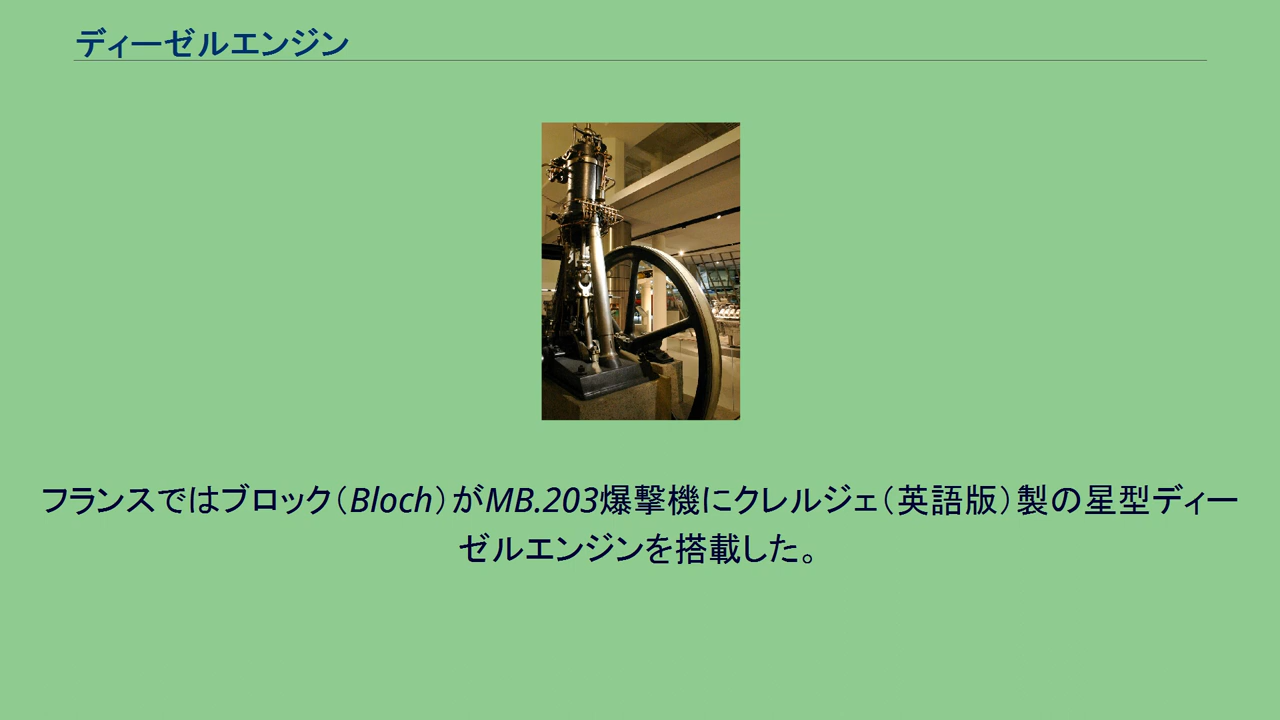 ディーゼルエンジン
フランスではブロック（Bloch）がMB.203爆撃機にクレルジェ（英語版）製の星型ディー
ゼルエンジンを搭載した。